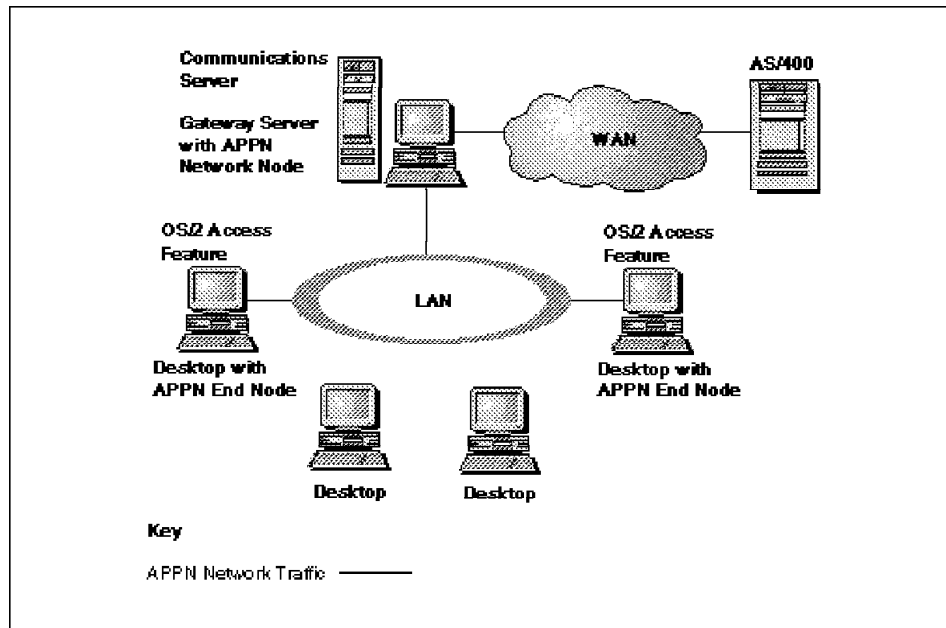 Communications
Server
AS/400
Gateway Server
with APPN
Network Node
WAN
OS/2 Access
Feature
OS/2 Access
Feature
LAN
Desktop with
APPN End Node
Desktop with
APPN End Node
Desktop
Desktop
Key
APPN Network Traffic